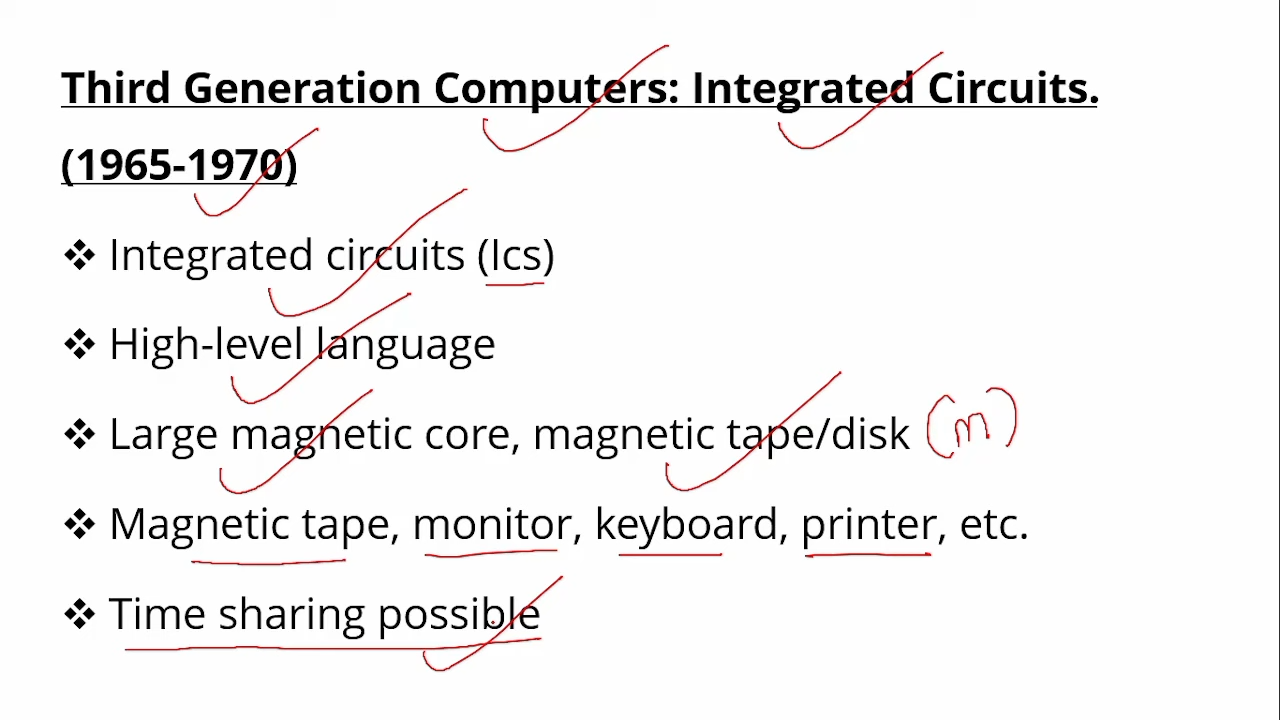 Third Generation Computers: Integrated Circuits.
(1965-1970)
❖ Integrated circuits (Ics)
❖ High-level language
❖ Large magnetic core, magnetic tape/disk (m)
❖ Magnetic tape, monitor, keyboard, printer, etc.
❖ Time sharing possible